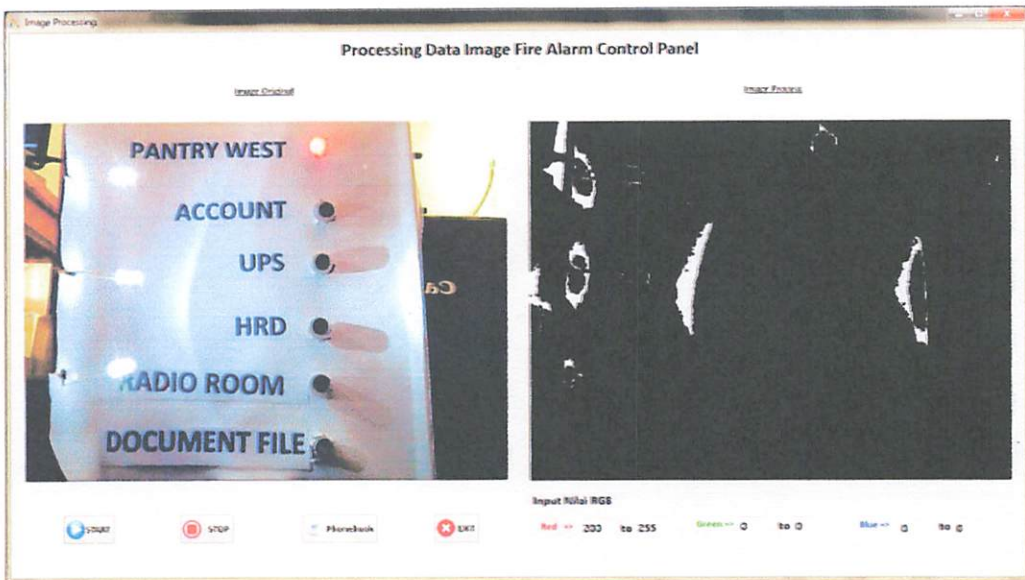 Image Processing
Processing Data Image Fire Alarm Control Panel
Image Original
Image Process
PANTRY WEST
ACCOUNT
UPS
HRD
RADIO ROOM
DOCUMENT FILE
Ca
Input Nilai RGB
START
STOP
PhoneBook
EXIT
Red => 200 to 255
Green => 0 to 0
Blue => 0 to 0